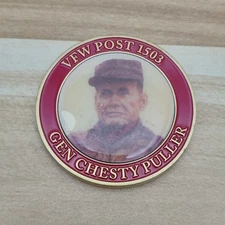 VFW POST 1503
GEN CHESTY PULLER